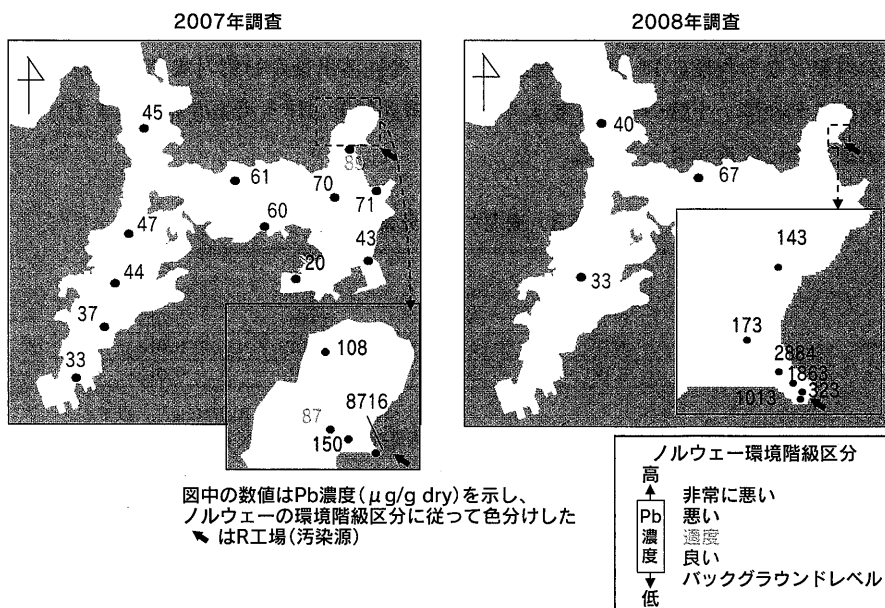 2007年調査
45
61
70
85
71
60
47
43
44
20
37
33
108
87
8716
150
2008年調査
40
67
33
143
173
2884
1863
323
1013
図中の数値はPb濃度(μg/g dry)を示し、
ノルウェーの環境階級区分に従って色分けした
はR工場(汚染源)
ノルウェー環境階級区分
高
Pb濃度
低
非常に悪い
悪い
適度
良い
バックグラウンドレベル